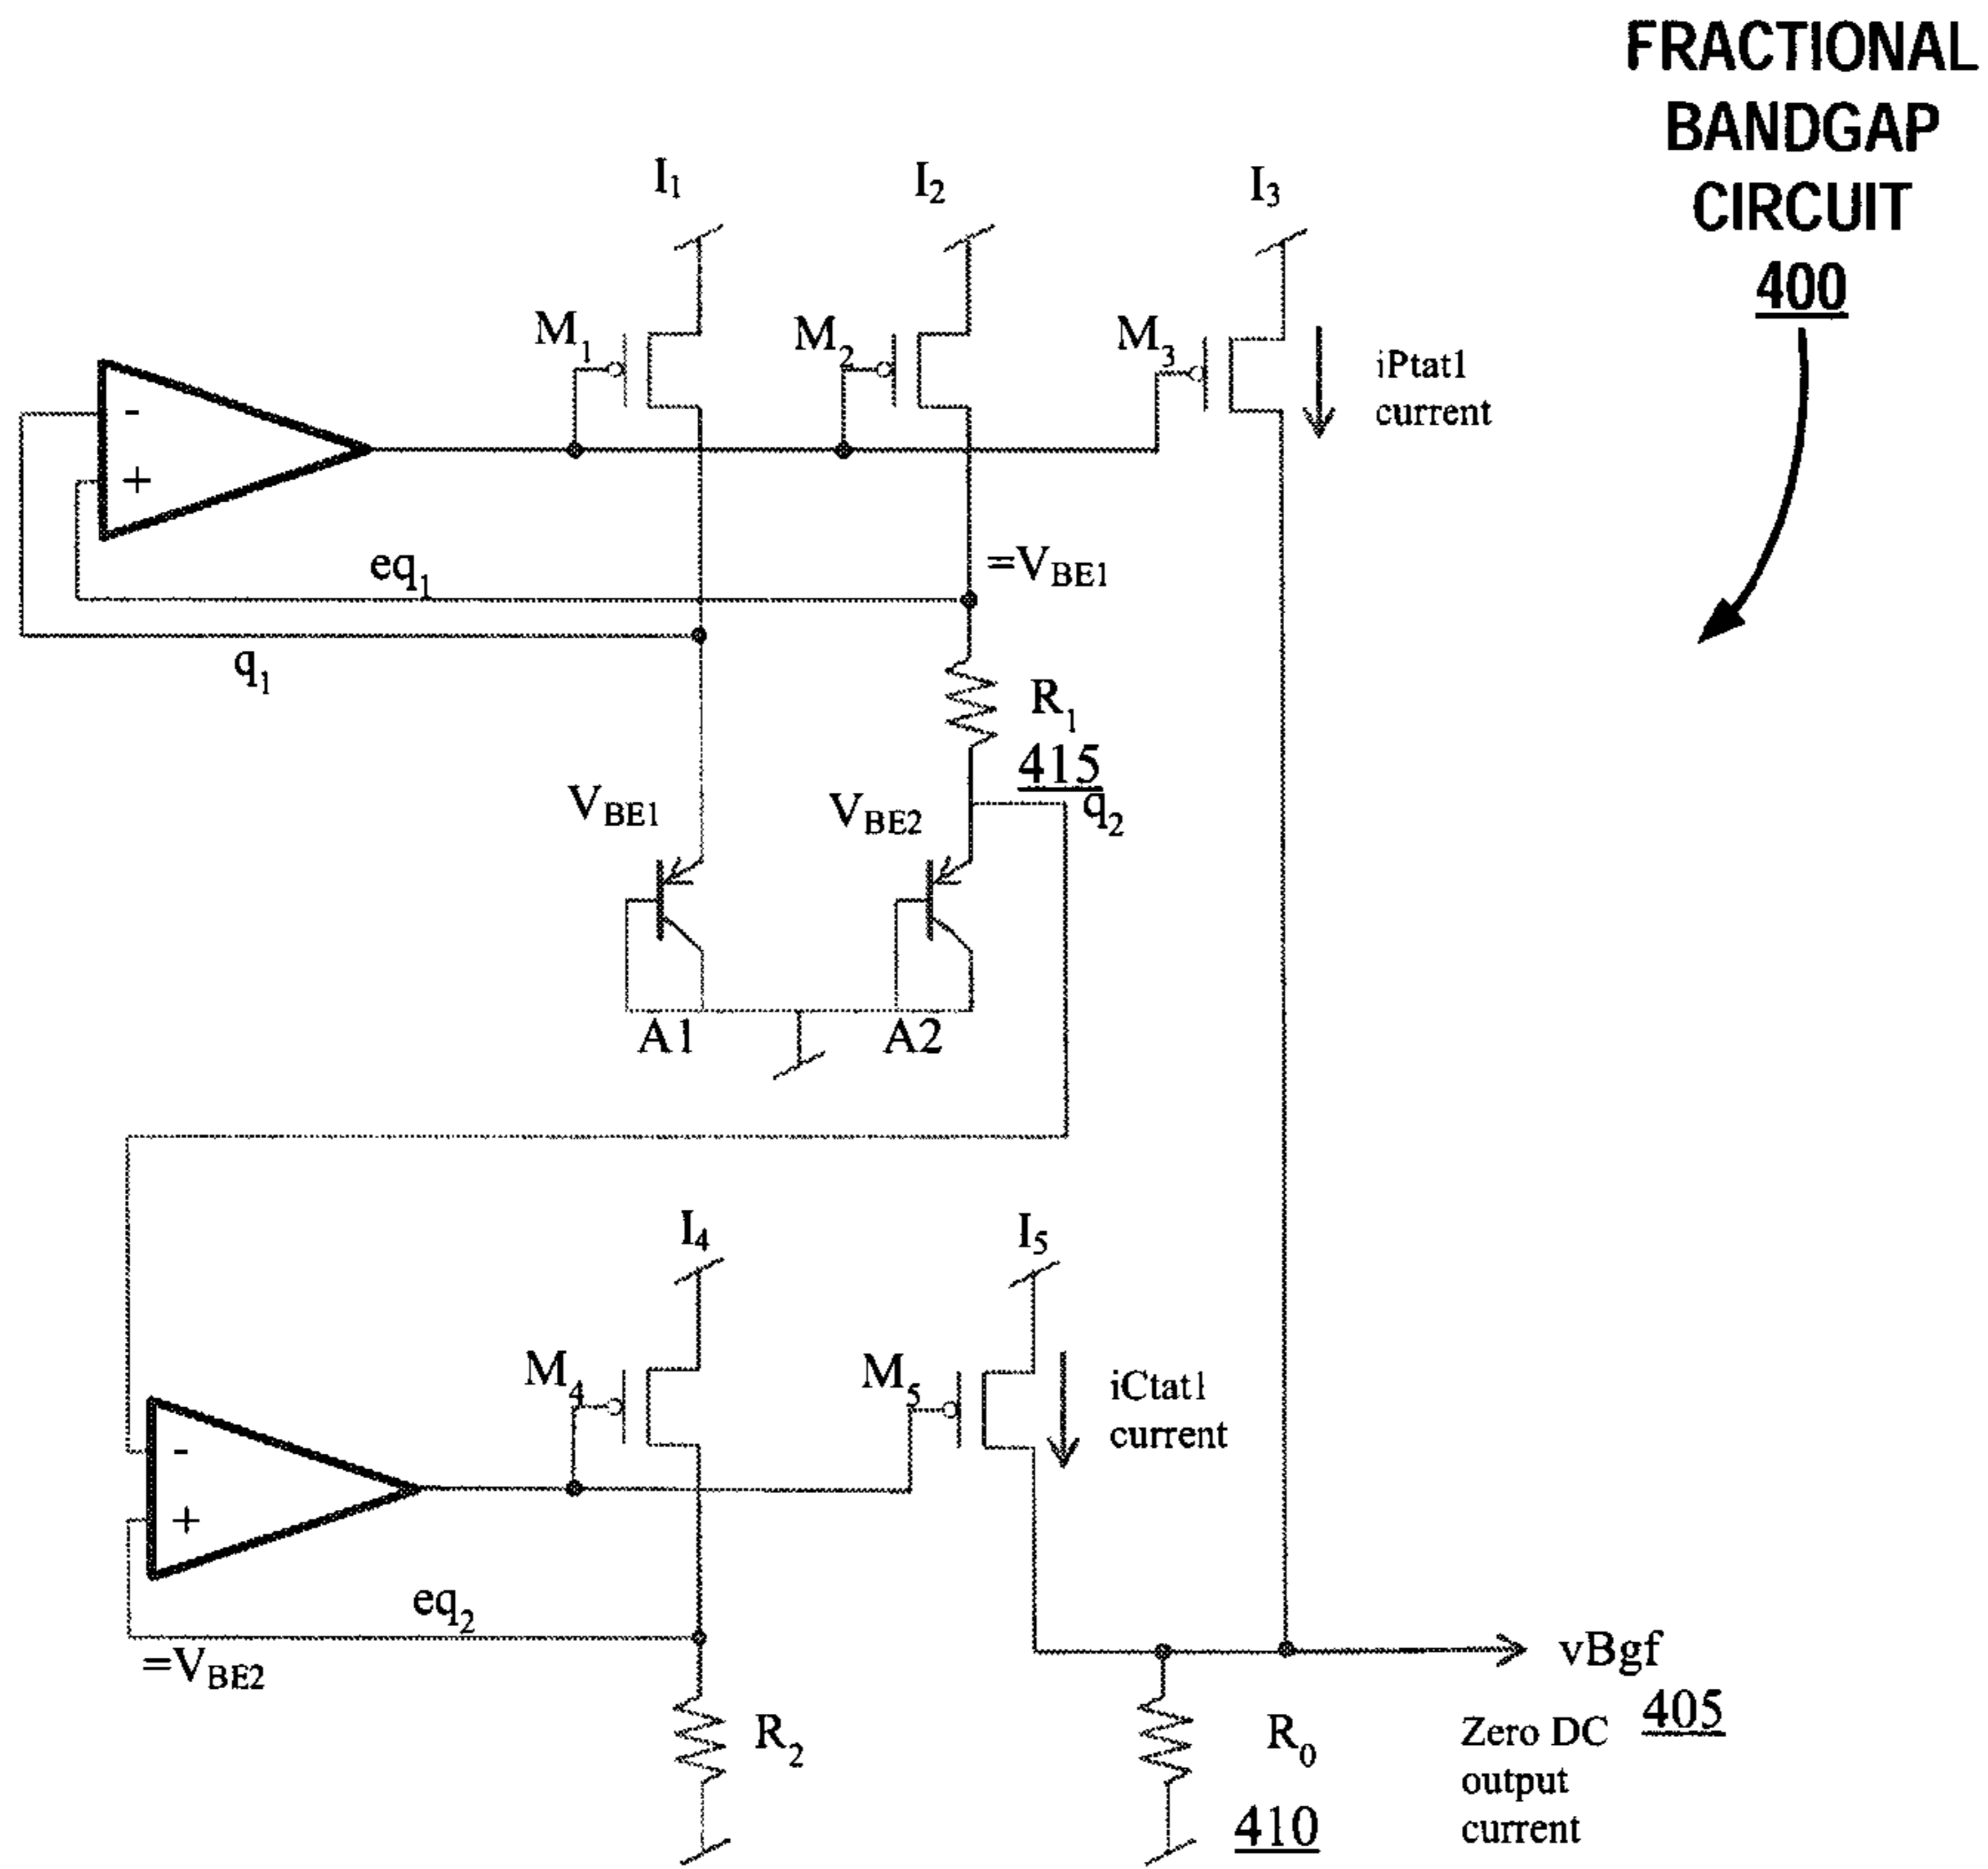 FRACTIONAL
BANDGAP
CIRCUIT
400
I1
I2
I3
M1
M2
M3
iPtat1
current
-
+
eq1
=VBE1
q1
R1
415
VBE1
VBE2
q2
A1
A2
I4
I5
M4
M5
iCtat1
current
-
+
eq2
=VBE2
R2
R0
410
vBgf
405
Zero DC
output
current